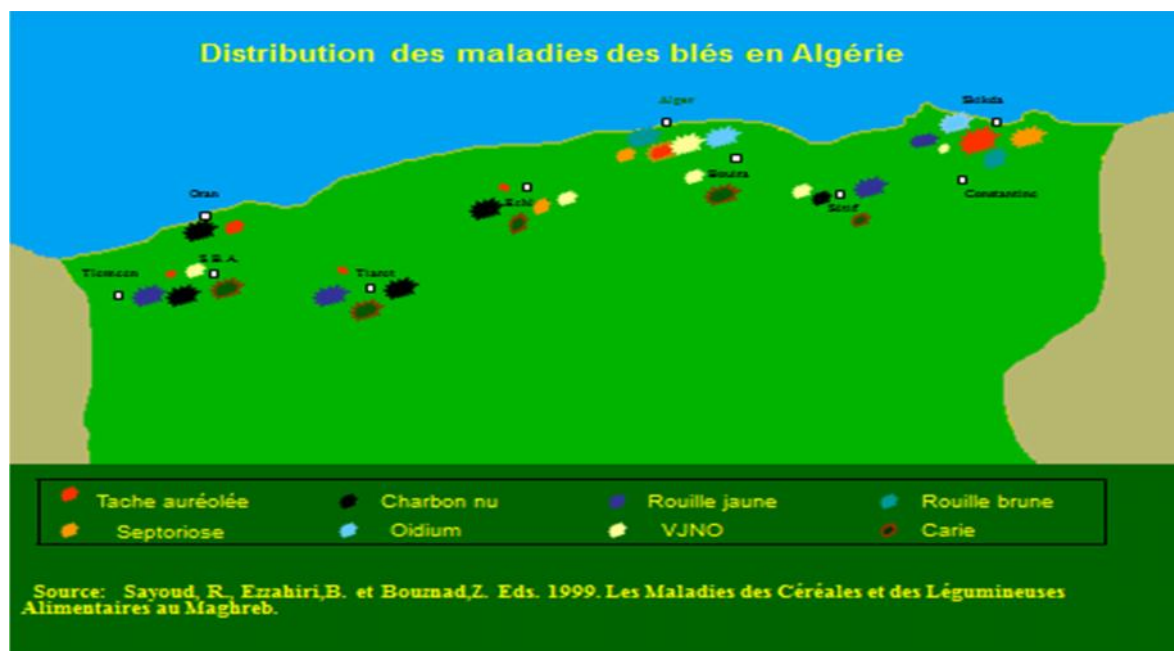 Distribution des maladies des blés en Algérie
Alger
Skikda
Bouira
Constantine
Oran
Echl
Sétif
S.B.A.
Tlemcen
Tiaret
Tache auréolée
Charbon nu
Rouille jaune
Rouille brune
Septoriose
Oidium
VJNO
Carie
Source: Sayoud, R., Ezzahiri,B. et Bouznad,Z. Eds. 1999. Les Maladies des Céréales et des Légumineuses
Alimentaires au Maghreb.